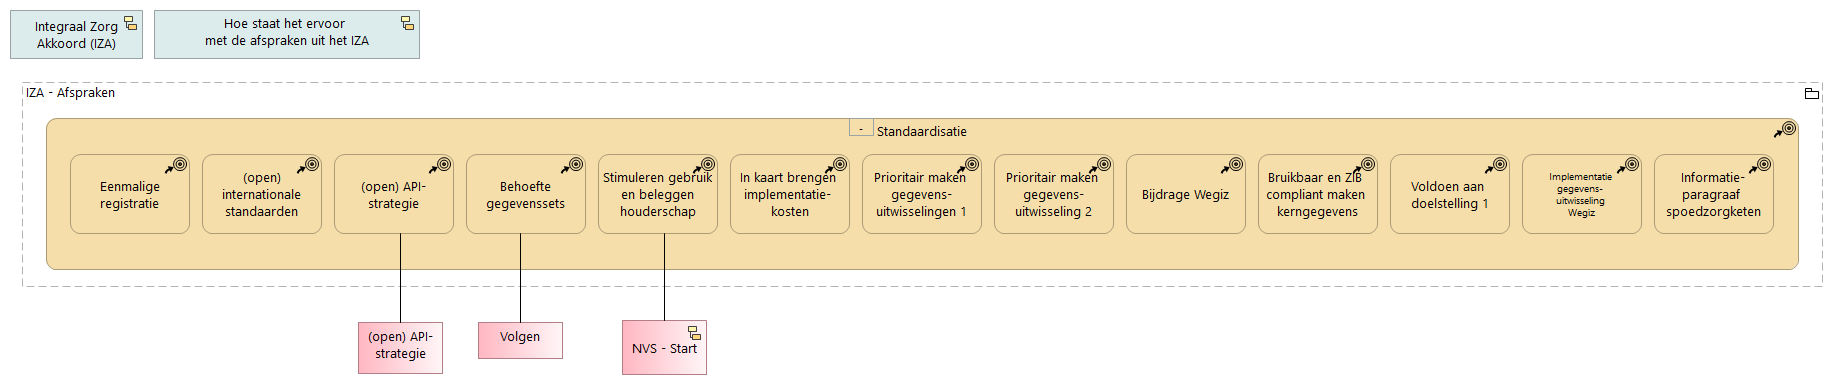 Integraal Zorg
Akkoord (IZA)
Hoe staat het ervoor
met de afspraken uit het IZA
IZA - Afspraken
- Standaardisatie
Eenmalige
registratie
(open)
internationale
standaarden
(open) API-
strategie
Behoefte
gegevenssets
Stimuleren gebruik
en beleggen
houderschap
In kaart brengen
implementatie-
kosten
Prioritair maken
gegevens-
uitwisselingen 1
Prioritair maken
gegevens-
uitwisseling 2
Bijdrage Wegiz
Bruikbaar en ZIB
compliant maken
kerngegevens
Voldoen aan
doelstelling 1
Implementatie
gegevens-
uitwisseling
Wegiz
Informatie-
paragraaf
spoedzorgketen
(open) API-
strategie
Volgen
NVS - Start